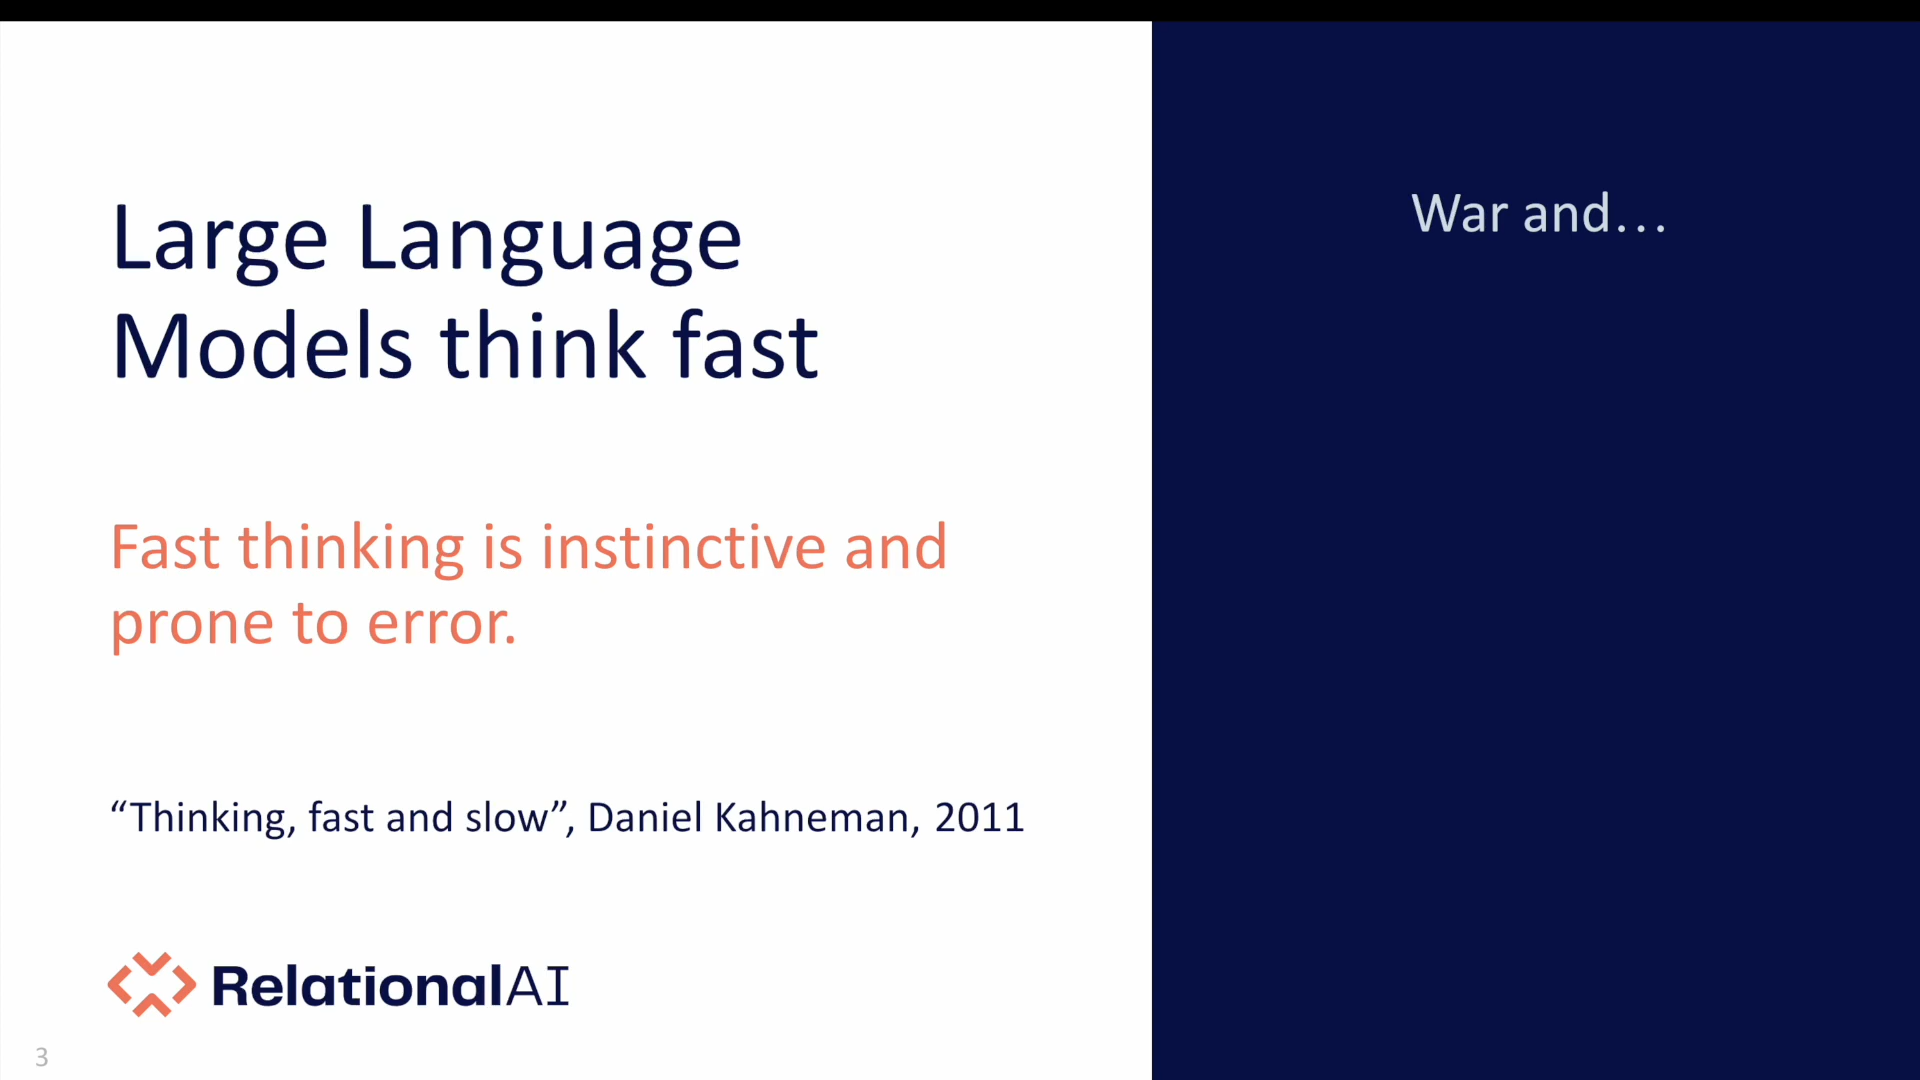 Large Language
Models think fast
Fast thinking is instinctive and
prone to error.
“Thinking, fast and slow”, Daniel Kahneman, 2011
RelationalAI
3
War and...